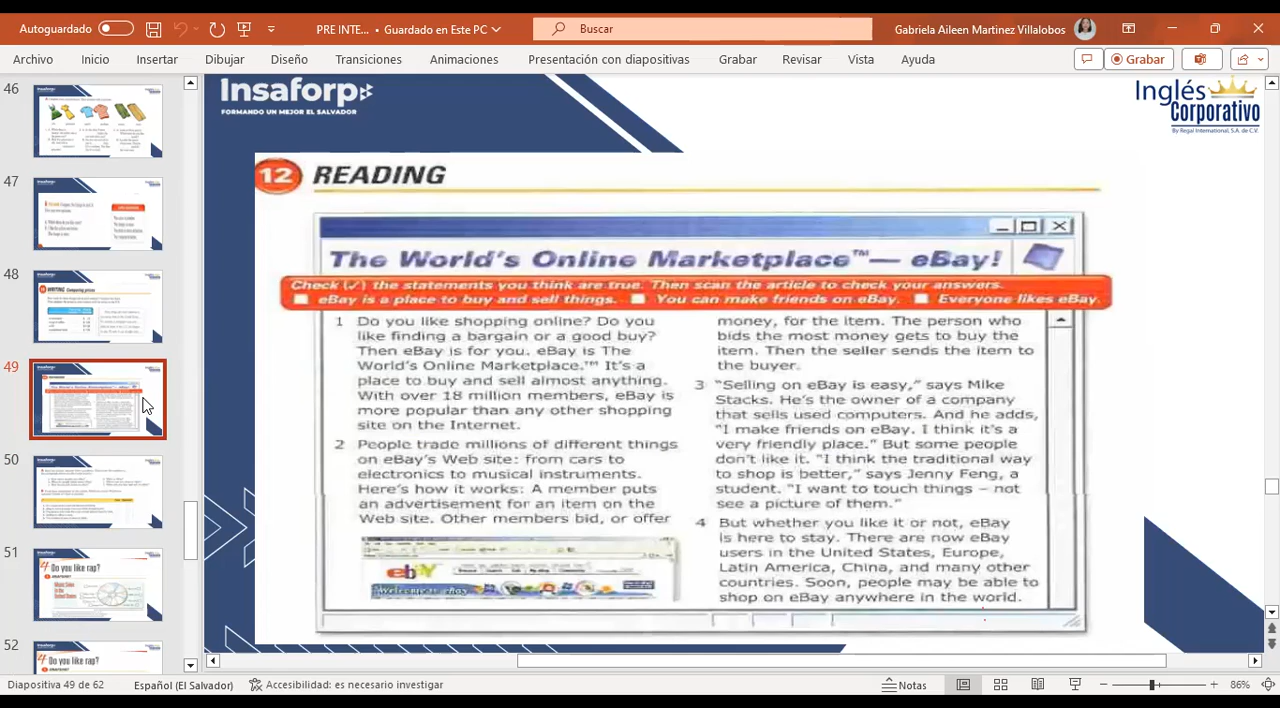 Autoguardado
PRE INTE... • Guardado en Este PC
Buscar
Gabriela Aileen Martinez Villalobos
Archivo
Inicio
Insertar
Dibujar
Diseño
Transiciones
Animaciones
Presentación con diapositivas
Grabar
Revisar
Vista
Ayuda
Grabar
46
47
48
49
50
51
4 Do you like rap?
52
4 Do you like rap?
Insaforp
FORMANDO UN MEJOR EL SALVADOR
Inglés
Corporativo
By Regal International, S.A. de C.V.
12 READING
The World's Online Marketplace™— eBay!
Check (✓) the statements you think are true. Then scan the article to check your answers.
eBay is a place to buy and sell things. You can make friends on eBay. Everyone likes eBay.
1 Do you like shopping online? Do you
like finding a bargain or a good buy?
Then eBay is for you. eBay is The
World's Online Marketplace.™ It's a
place to buy and sell almost anything.
With over 18 million members, eBay is
more popular than any other shopping
site on the Internet.
2 People trade millions of different things
on eBay's Web site: from cars to
electronics to musical instruments.
Here's how it works: A member puts
an advertisement for an item on the
Web site. Other members bid, or offer
ebY
Welcome to eBay
money, for the item. The person who
bids the most money gets to buy the
item. Then the seller sends the item to
the buyer.
3 "Selling on eBay is easy," says Mike
Stacks. He's the owner of a company
that sells used computers. And he adds,
"I make friends on eBay. I think it's a
very friendly place." But some people
don't like it. "I think the traditional way
to shop is better," says Jenny Feng, a
student. "I want to touch things – not
see a picture of them."
4 But whether you like it or not, eBay
is here to stay. There are now eBay
users in the United States, Europe,
Latin America, China, and many other
countries. Soon, people may be able to
shop on eBay anywhere in the world.
Diapositiva 49 de 62
Español (El Salvador)
Accesibilidad: es necesario investigar
Notas
86%